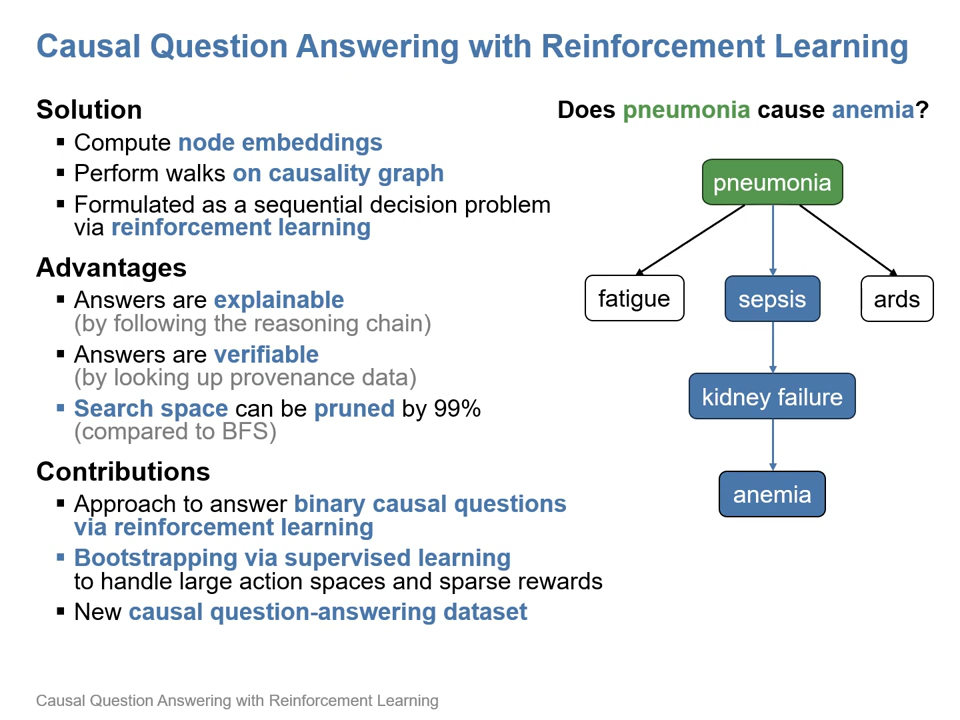 Causal Question Answering with Reinforcement Learning
Solution
▪ Compute node embeddings
▪ Perform walks on causality graph
▪ Formulated as a sequential decision problem
via reinforcement learning
Advantages
▪ Answers are explainable
(by following the reasoning chain)
▪ Answers are verifiable
(by looking up provenance data)
▪ Search space can be pruned by 99%
(compared to BFS)
Contributions
▪ Approach to answer binary causal questions
via reinforcement learning
▪ Bootstrapping via supervised learning
to handle large action spaces and sparse rewards
▪ New causal question-answering dataset
Does pneumonia cause anemia?
pneumonia
fatigue
sepsis
ards
kidney failure
anemia
Causal Question Answering with Reinforcement Learning